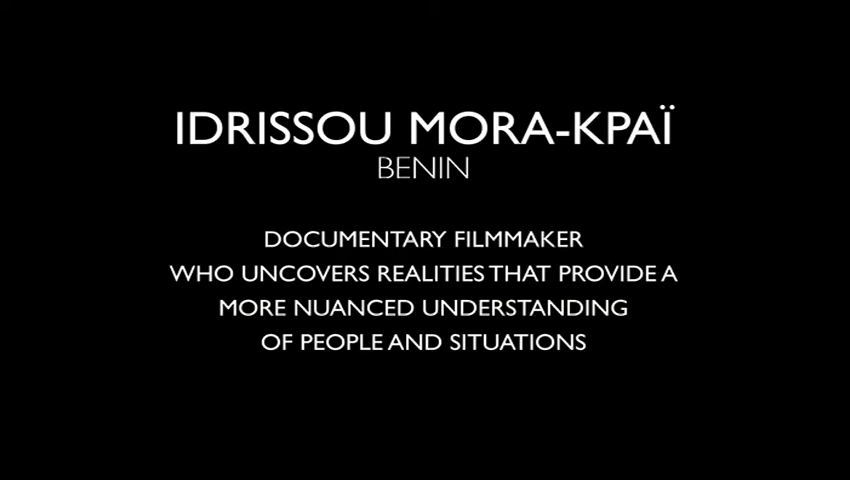 IDRISSOU MORA-KPAÏ
BENIN
DOCUMENTARY FILMMAKER
WHO UNCOVERS REALITIES THAT PROVIDE A
MORE NUANCED UNDERSTANDING
OF PEOPLE AND SITUATIONS